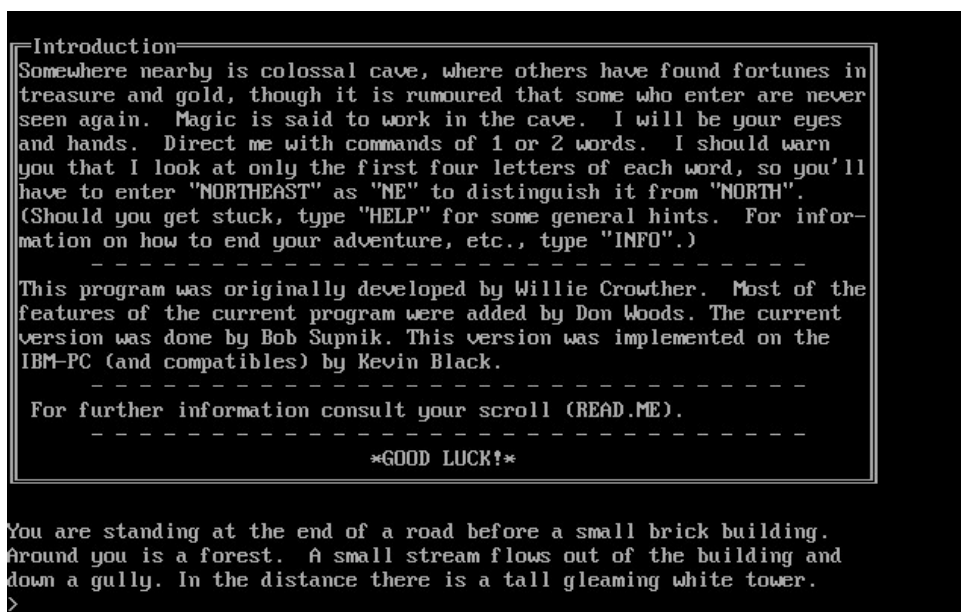 Introduction
Somewhere nearby is colossal cave, where others have found fortunes in
treasure and gold, though it is rumoured that some who enter are never
seen again.  Magic is said to work in the cave.  I will be your eyes
and hands.  Direct me with commands of 1 or 2 words.  I should warn
you that I look at only the first four letters of each word, so you'll
have to enter "NORTHEAST" as "NE" to distinguish it from "NORTH".
(Should you get stuck, type "HELP" for some general hints.  For infor-
mation on how to end your adventure, etc., type "INFO".)
- - - - - - - - - - - - - - - - - - - - - - - - - - - - - -
This program was originally developed by Willie Crowther.  Most of the
features of the current program were added by Don Woods. The current
version was done by Bob Supnik. This version was implemented on the
IBM-PC (and compatibles) by Kevin Black.
- - - - - - - - - - - - - - - - - - - - - - - - - - - - - -
For further information consult your scroll (READ.ME).
- - - - - - - - - - - - - - - - - - - - - - - - - - - - - -
*GOOD LUCK!*
You are standing at the end of a road before a small brick building.
Around you is a forest.  A small stream flows out of the building and
down a gully. In the distance there is a tall gleaming white tower.
>